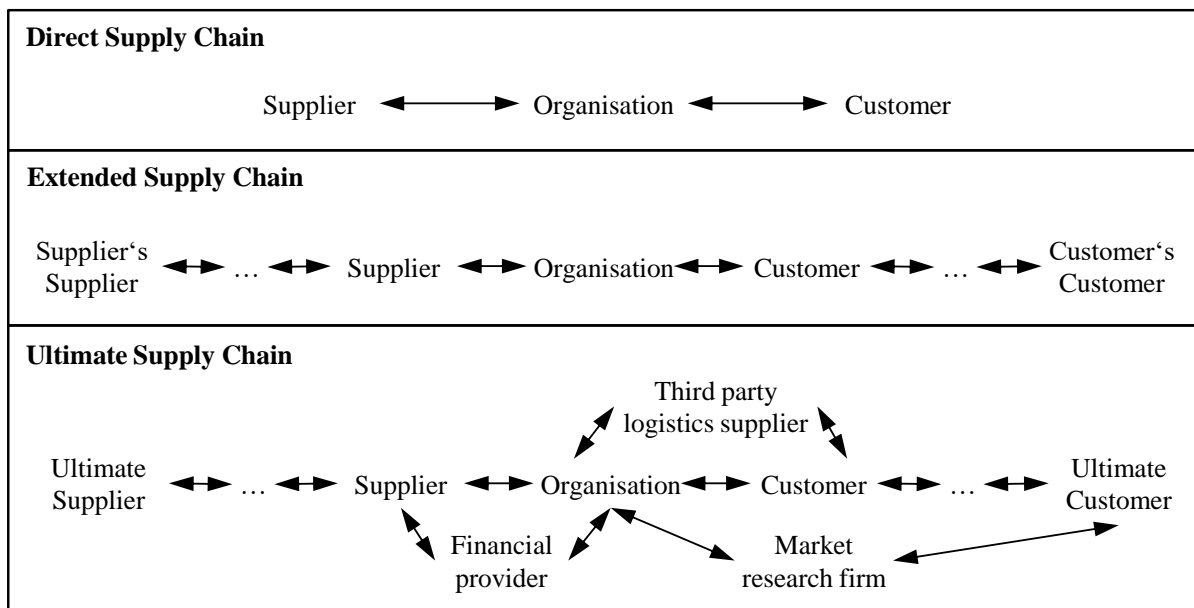 Direct Supply Chain
Supplier Organisation Customer
Extended Supply Chain
Supplier‘s
Supplier
… Supplier Organisation Customer …
Customer‘s
Customer
Ultimate Supply Chain
Third party
logistics supplier
Ultimate
Supplier
… Supplier Organisation Customer …
Ultimate
Customer
Financial
provider
Market
research firm